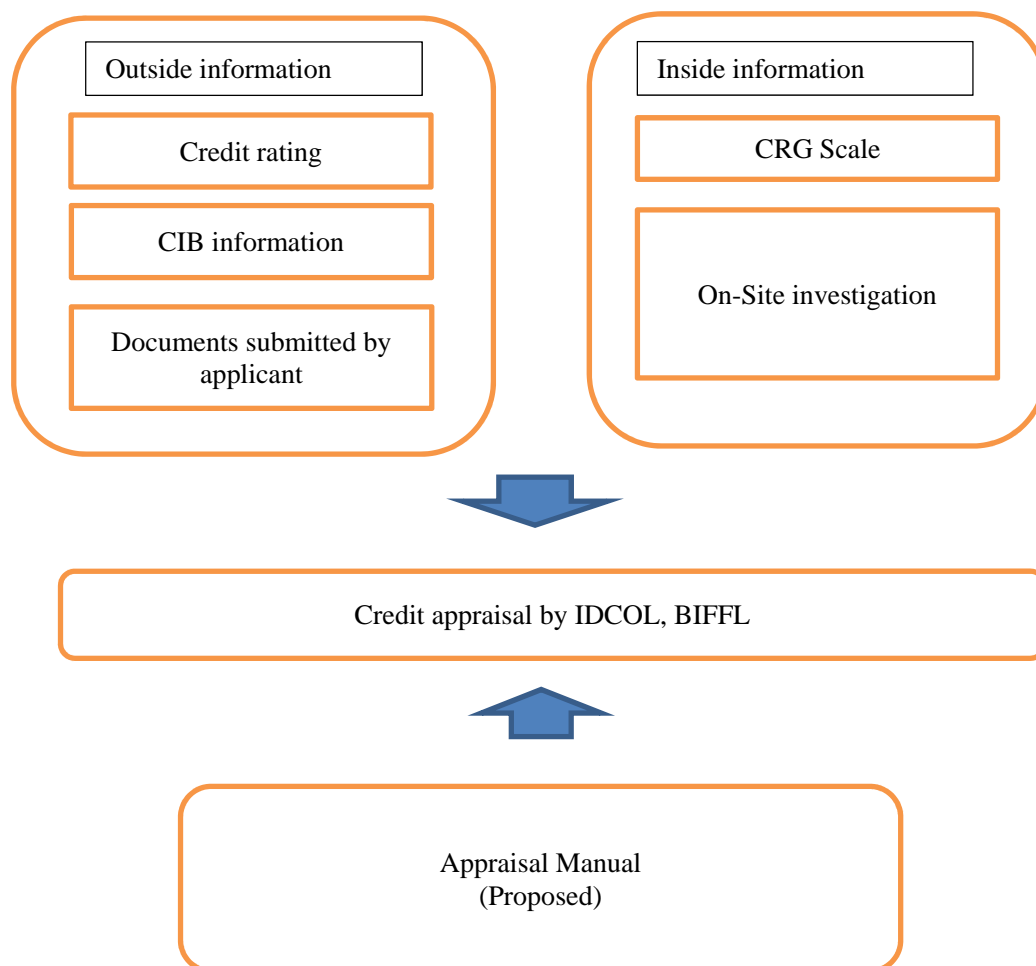 Outside information
Credit rating
CIB information
Documents submitted by
applicant
Inside information
CRG Scale
On-Site investigation
Credit appraisal by IDCOL, BIFFL
Appraisal Manual
(Proposed)